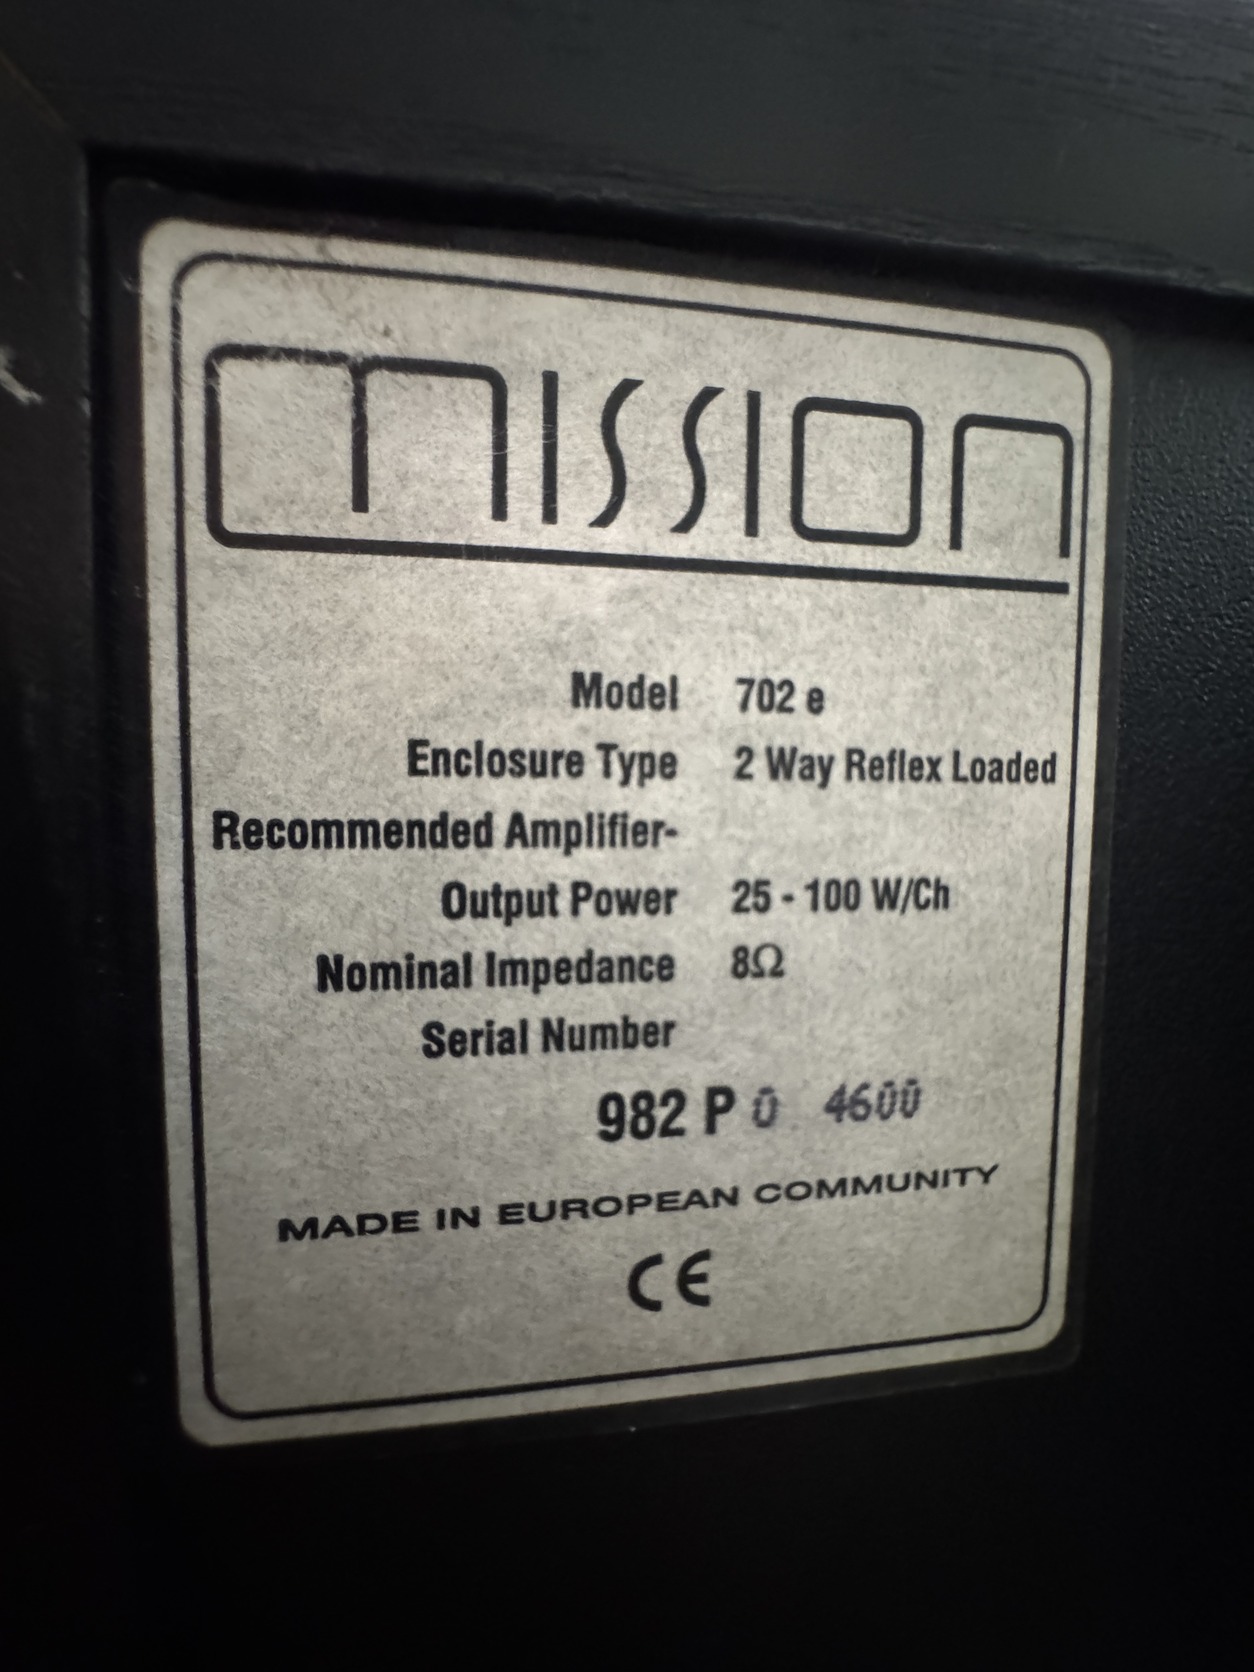 mission
Model 702 e
Enclosure Type 2 Way Reflex Loaded
Recommended Amplifier-
Output Power 25 - 100 W/Ch
Nominal Impedance 8Ω
Serial Number
982 P 0 4600
MADE IN EUROPEAN COMMUNITY
CE